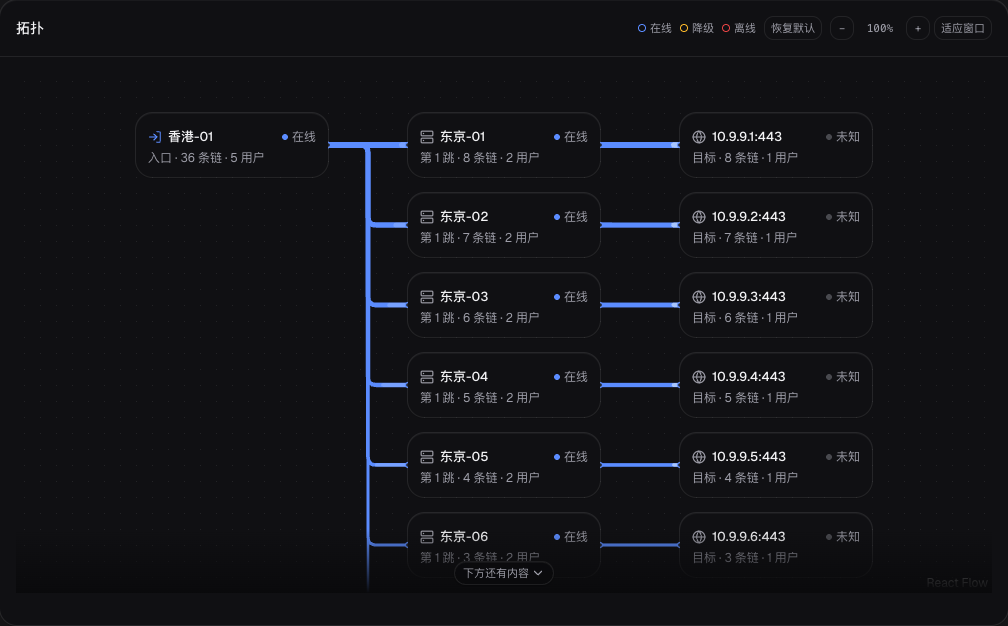 拓扑
在线 降级 离线 恢复默认 － 100% + 适应窗口
香港-01 在线
入口 · 36 条链 · 5 用户
东京-01 在线
第 1 跳 · 8 条链 · 2 用户
10.9.9.1:443 未知
目标 · 8 条链 · 1 用户
东京-02 在线
第 1 跳 · 7 条链 · 2 用户
10.9.9.2:443 未知
目标 · 7 条链 · 1 用户
东京-03 在线
第 1 跳 · 6 条链 · 2 用户
10.9.9.3:443 未知
目标 · 6 条链 · 1 用户
东京-04 在线
第 1 跳 · 5 条链 · 2 用户
10.9.9.4:443 未知
目标 · 5 条链 · 1 用户
东京-05 在线
第 1 跳 · 4 条链 · 2 用户
10.9.9.5:443 未知
目标 · 4 条链 · 1 用户
东京-06 在线
第 1 跳 · 3 条链 · 2 用户
10.9.9.6:443 未知
目标 · 3 条链 · 1 用户
下方还有内容
React Flow